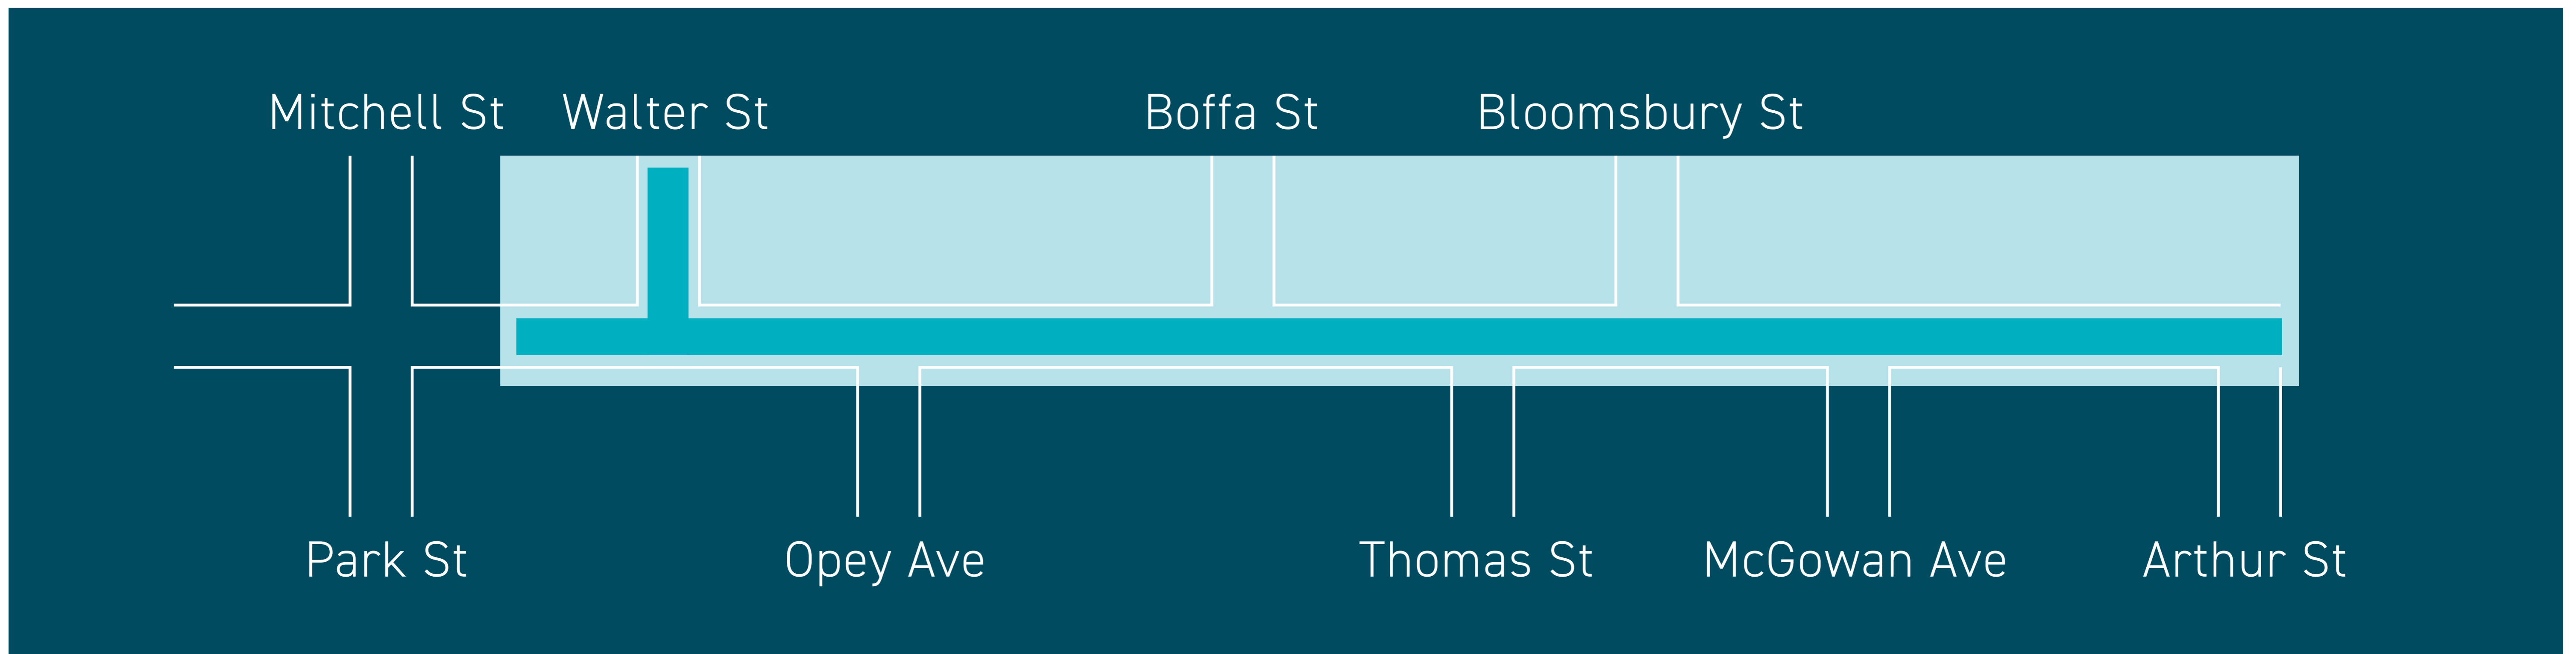 Mitchell St
Walter St
Boffa St
Bloomsbury St
Park St
Opey Ave
Thomas St
McGowan Ave
Arthur St